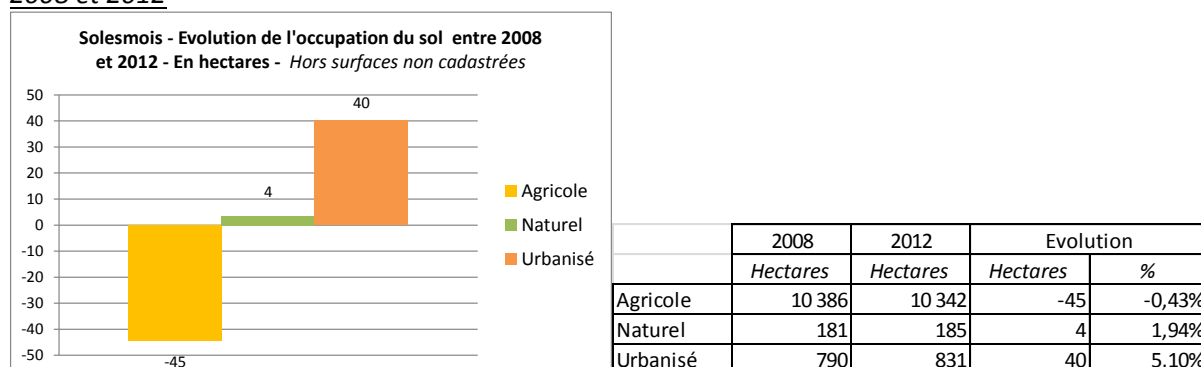 2008 et 2012
Solesmois - Evolution de l'occupation du sol entre 2008
et 2012 - En hectares - Hors surfaces non cadastrées
50
40
30
20
10
0
-10
-20
-30
-40
-50
40
4
-45
Agricole
Naturel
Urbanisé
2008 2012 Evolution
Hectares Hectares Hectares %
Agricole 10 386 10 342 -45 -0,43%
Naturel 181 185 4 1,94%
Urbanisé 790 831 40 5,10%